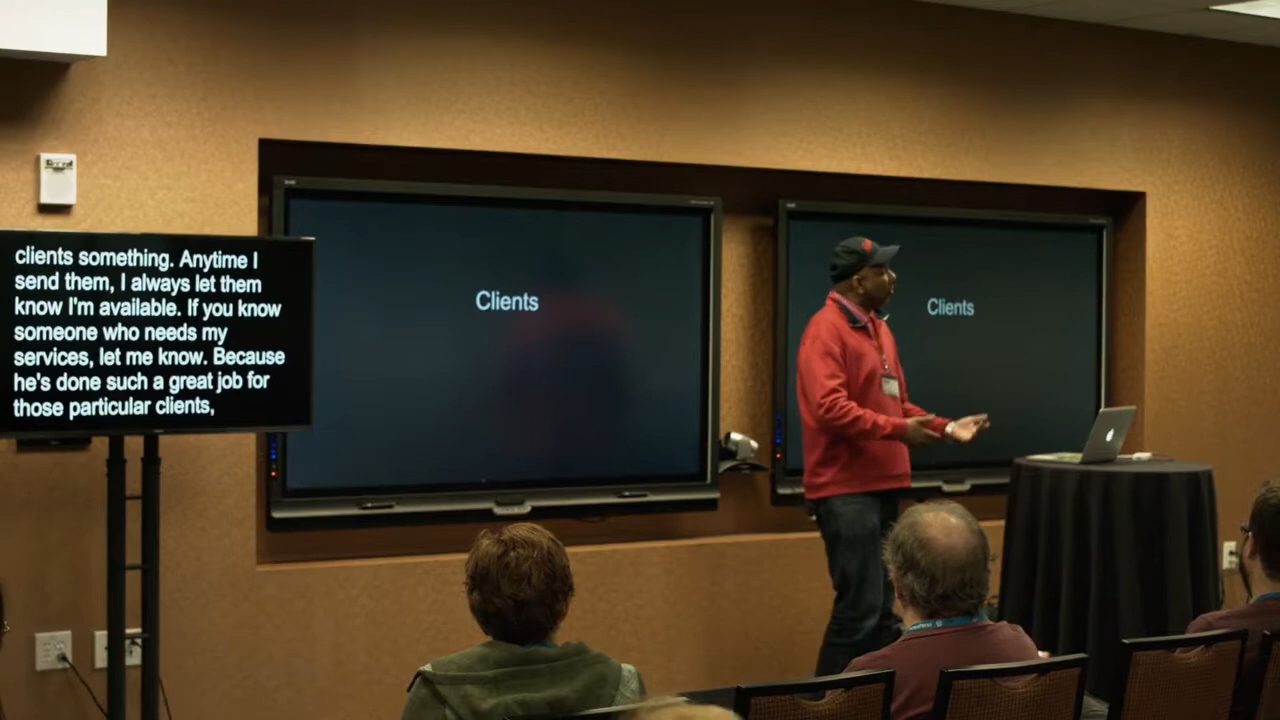 clients something. Anytime I
send them, I always let them
know I'm available. If you know
someone who needs my
services, let me know. Because
he's done such a great job for
those particular clients,
Clients
Clients